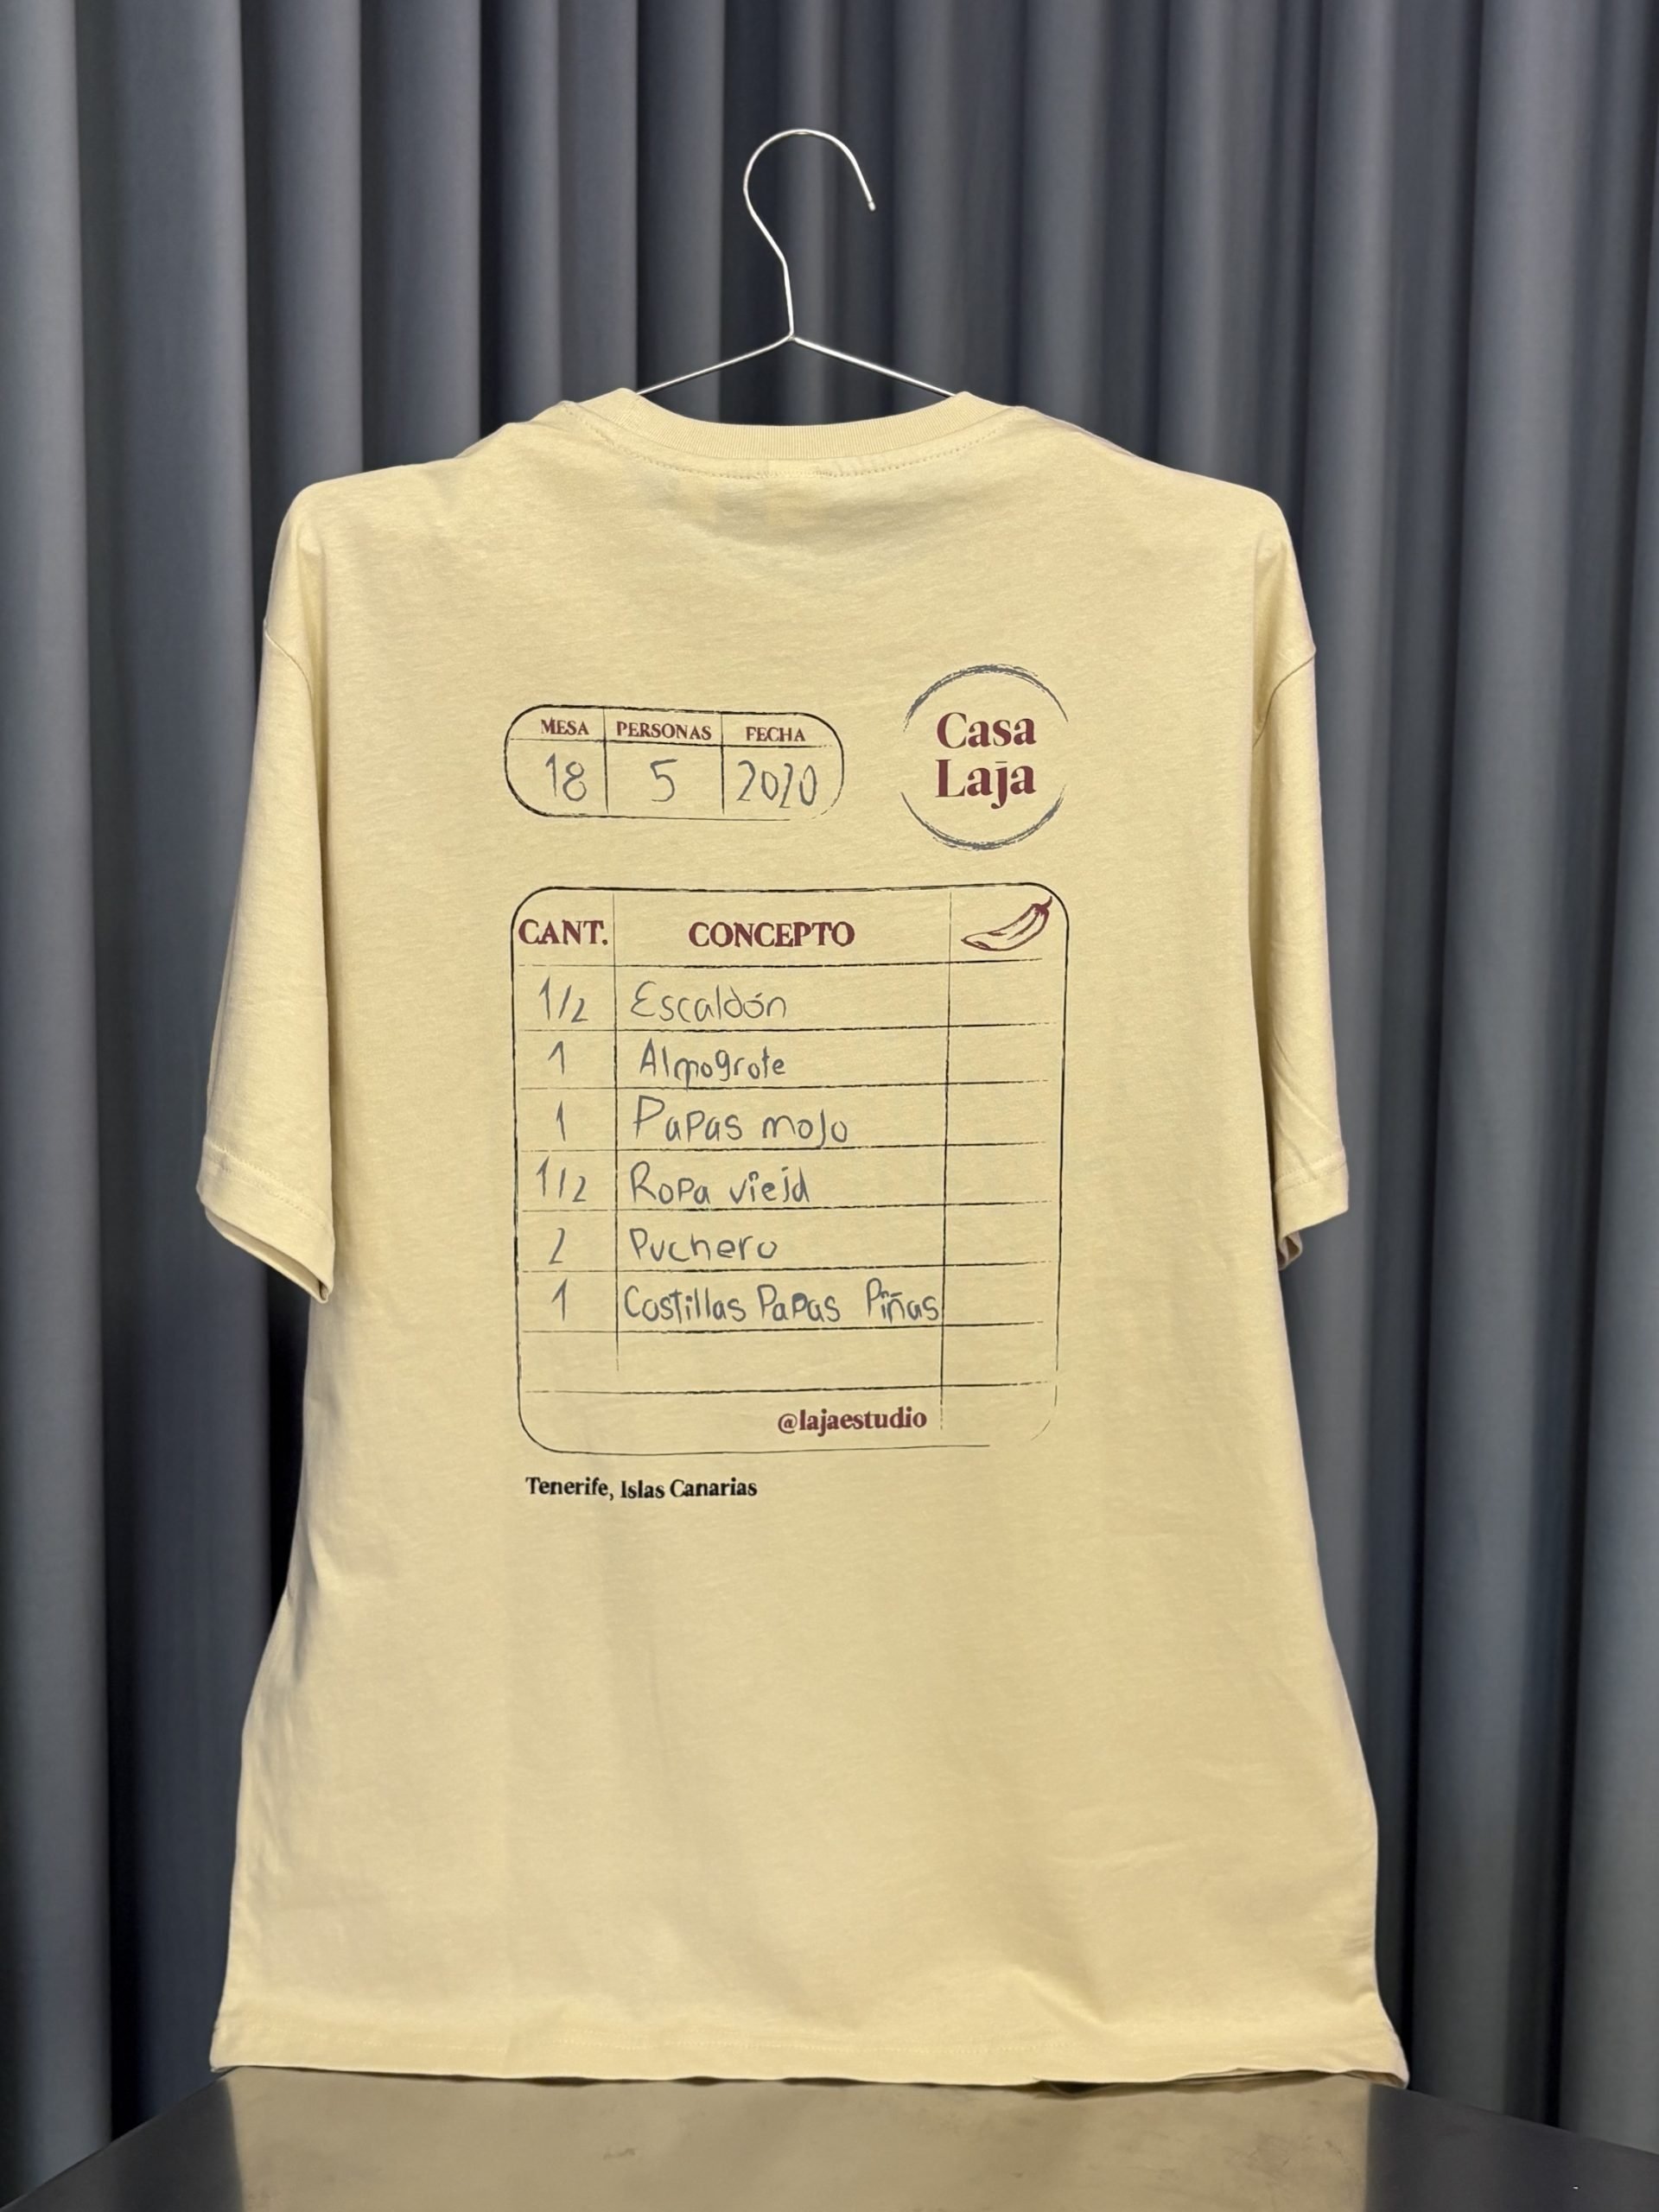 MESA PERSONAS FECHA
18 5 2020
Casa
Laja
CANT. CONCEPTO
1/2 Escaldón
1 Almogrote
1 Papas mojo
1/2 Ropa vieja
2 Puchero
1 Costillas Papas Piñas
@lajaestudio
Tenerife, Islas Canarias